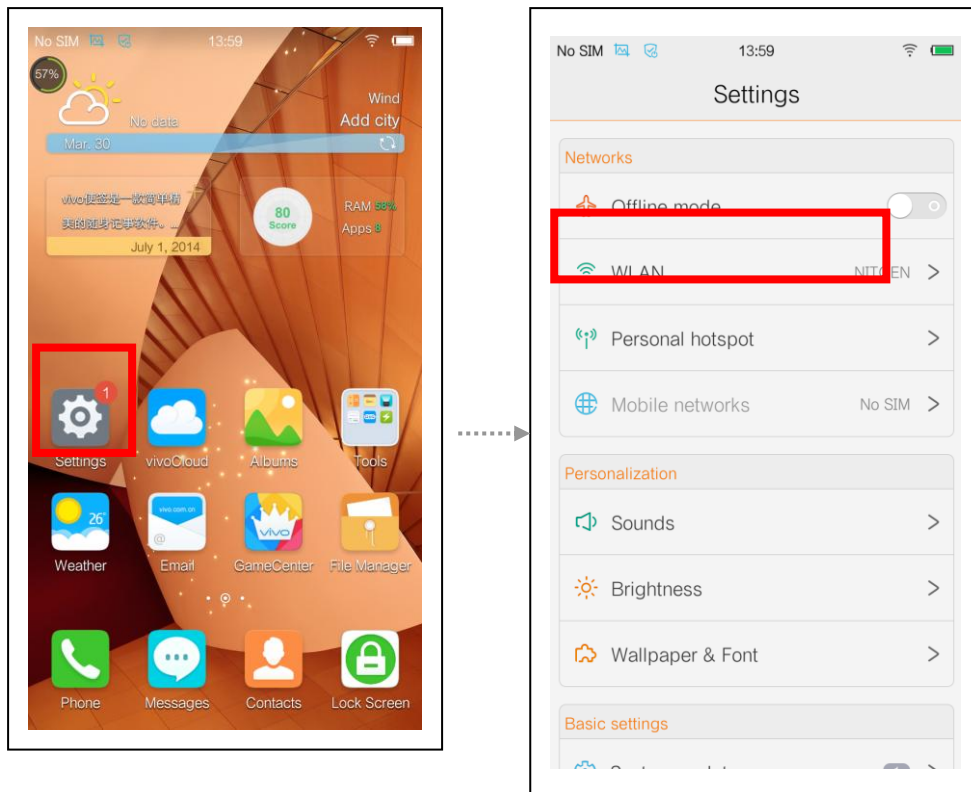 No SIM 13:59
57%
Wind
No data Add city
Mar. 30
vivo便签是一款简单精
美的随身记事软件。...
July 1, 2014
80
Score
RAM 58%
Apps 8
1
Settings vivoCloud Albums Tools
26°
vivo.com.cn
@
vivo
Weather Email GameCenter File Manager
Phone Messages Contacts Lock Screen
No SIM 13:59
Settings
Networks
Offline mode
WLAN NITGEN >
Personal hotspot >
Mobile networks No SIM >
Personalization
Sounds >
Brightness >
Wallpaper & Font >
Basic settings